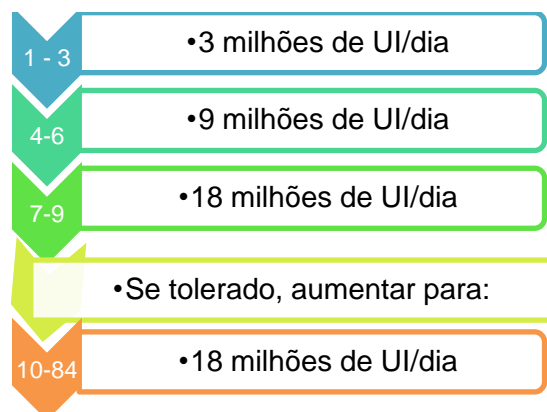 1 - 3
•3 milhões de UI/dia
4-6
•9 milhões de UI/dia
7-9
•18 milhões de UI/dia
•Se tolerado, aumentar para:
10-84
•18 milhões de UI/dia